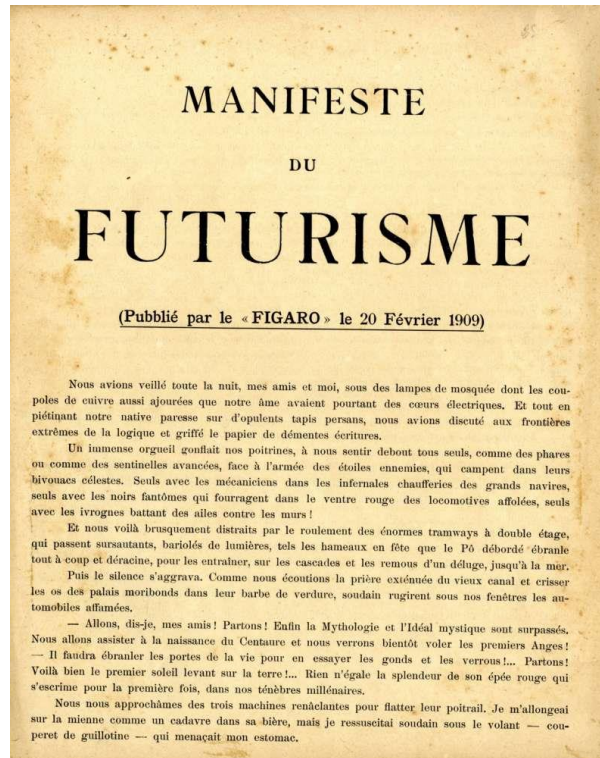 MANIFESTE
DU
FUTURISME
(Pubblié par le « FIGARO » le 20 Février 1909)
Nous avions veillé toute la nuit, mes amis et moi, sous des lampes de mosquée dont les cou-
poles de cuivre aussi ajourées que notre âme avaient pourtant des cœurs électriques. Et tout en
piétinant notre native paresse sur d'opulents tapis persans, nous avions discuté aux frontières
extrêmes de la logique et griffé le papier de démentes écritures.
Un immense orgueil gonflait nos poitrines, à nous sentir debout tous seuls, comme des phares
ou comme des sentinelles avancées, face à l'armée des étoiles ennemies, qui campent dans leurs
bivouacs célestes. Seuls avec les mécaniciens dans les infernales chaufferies des grands navires,
seuls avec les noirs fantômes qui fourragent dans le ventre rouge des locomotives affolées, seuls
avec les ivrognes battant des ailes contre les murs !
Et nous voilà brusquement distraits par le roulement des énormes tramways à double étage,
qui passent sursautants, bariolés de lumières, tels les hameaux en fête que le Pô débordé ébranle
tout à coup et déracine, pour les entraîner, sur les cascades et les remous d'un déluge, jusqu'à la mer.
Puis le silence s'aggrava. Comme nous écoutions la prière exténuée du vieux canal et crisser
les os des palais moribonds dans leur barbe de verdure, soudain rugirent sous nos fenêtres les au-
tomobiles affamées.
— Allons, dis-je, mes amis ! Partons ! Enfin la Mythologie et l'Idéal mystique sont surpassés.
Nous allons assister à la naissance du Centaure et nous verrons bientôt voler les premiers Anges !
— Il faudra ébranler les portes de la vie pour en essayer les gonds et les verrous !... Partons !
Voilà bien le premier soleil levant sur la terre !... Rien n'égale la splendeur de son épée rouge qui
s'escrime pour la première fois, dans nos ténèbres millénaires.
Nous nous approchâmes des trois machines renâclantes pour flatter leur poitrail. Je m'allongeai
sur la mienne comme un cadavre dans sa bière, mais je ressuscitai soudain sous le volant — cou-
peret de guillotine — qui menaçait mon estomac.